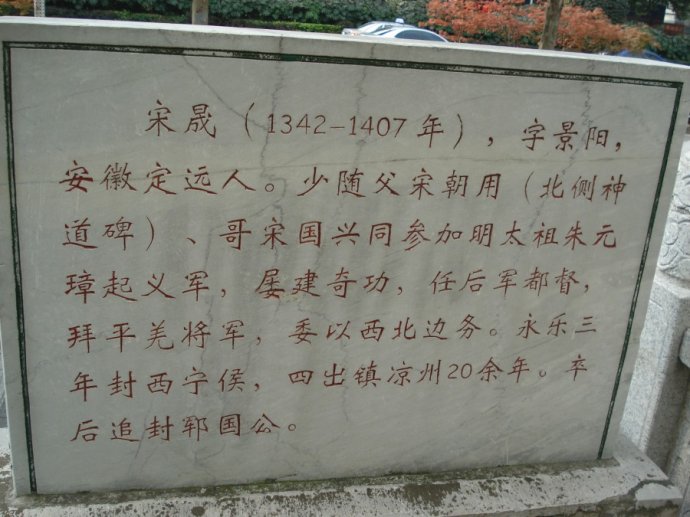 宋晟（1342-1407年），字景阳，
安徽定远人。少随父宋朝用（北侧神
道碑）、哥宋国兴同参加明太祖朱元
璋起义军，屡建奇功，任后军都督，
拜平羌将军，委以西北边务。永乐三
年封西宁侯，四出镇凉州20余年。卒
后追封郓国公。